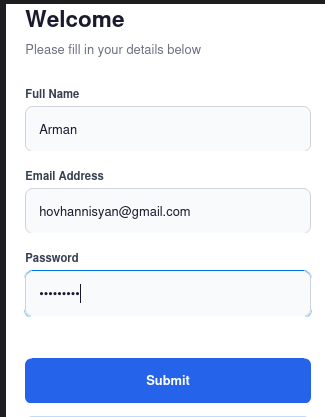 Welcome
Please fill in your details below
Full Name
Arman
Email Address
hovhannisyan@gmail.com
Password
•••••••••
Submit